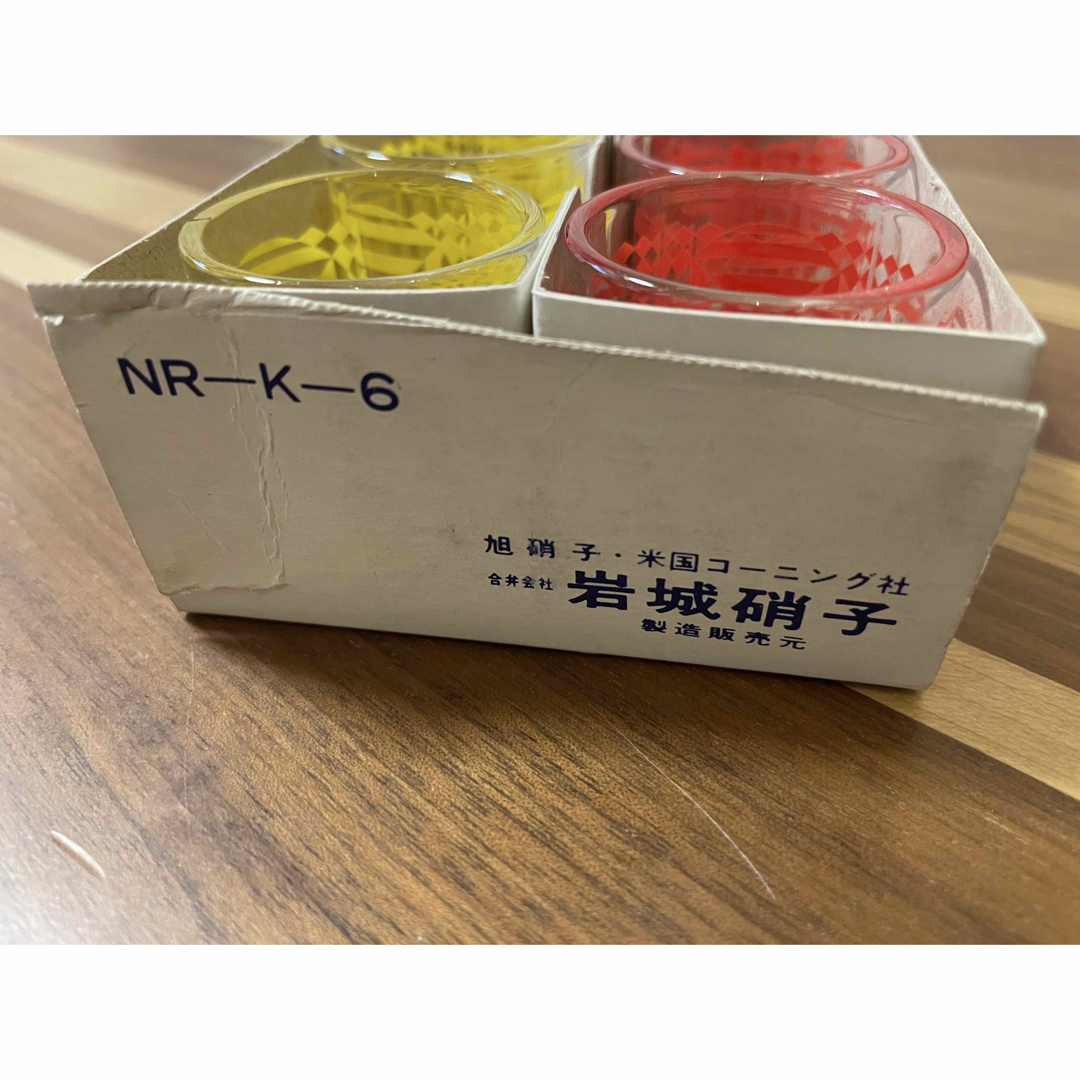 NR—K—6
旭硝子・米国コーニング社
合弁会社 岩城硝子
製造販売元